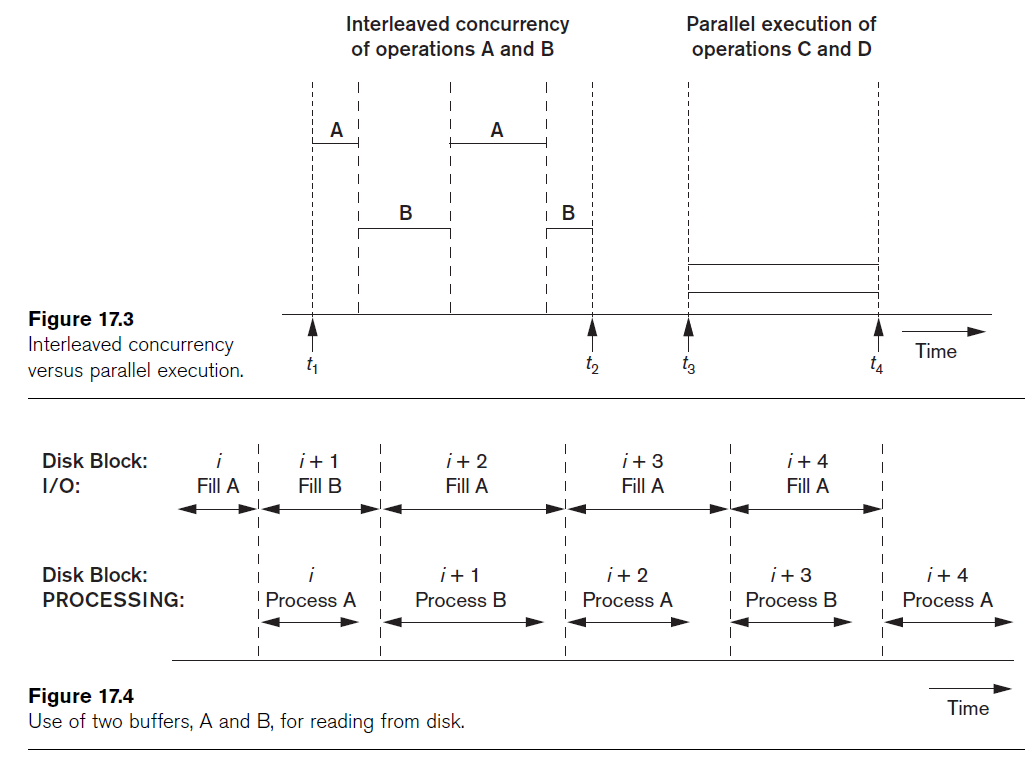 Interleaved concurrency
of operations A and B
Parallel execution of
operations C and D
A
A
B
B
t1
t2
t3
t4
Time
Figure 17.3
Interleaved concurrency
versus parallel execution.
Disk Block: i i + 1 i + 2 i + 3 i + 4
I/O: Fill A Fill B Fill A Fill A Fill A
Disk Block: i i + 1 i + 2 i + 3 i + 4
PROCESSING: Process A Process B Process A Process B Process A
Time
Figure 17.4
Use of two buffers, A and B, for reading from disk.